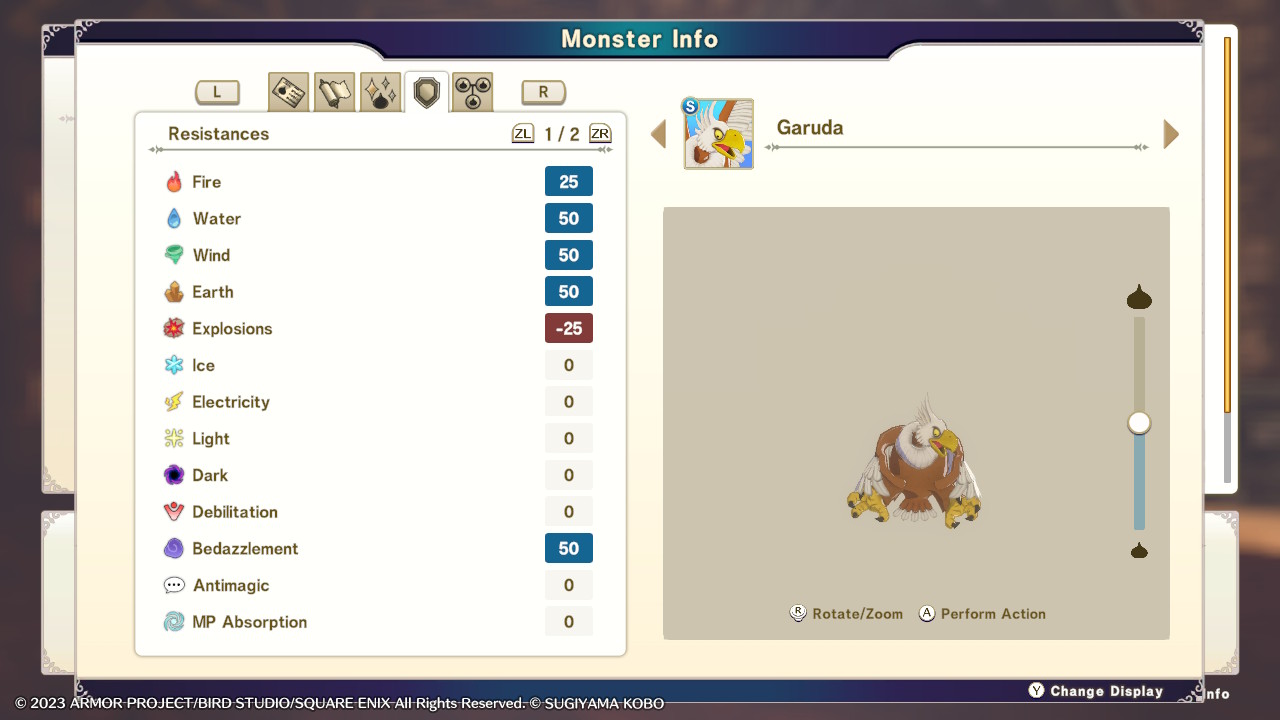 Monster Info
L
R
Resistances
ZL 1 / 2 ZR
Fire 25
Water 50
Wind 50
Earth 50
Explosions -25
Ice 0
Electricity 0
Light 0
Dark 0
Debilitation 0
Bedazzlement 50
Antimagic 0
MP Absorption 0
S
Garuda
R Rotate/Zoom A Perform Action
Y Change Display
Info
© 2023 ARMOR PROJECT/BIRD STUDIO/SQUARE ENIX All Rights Reserved. © SUGIYAMA KOBO